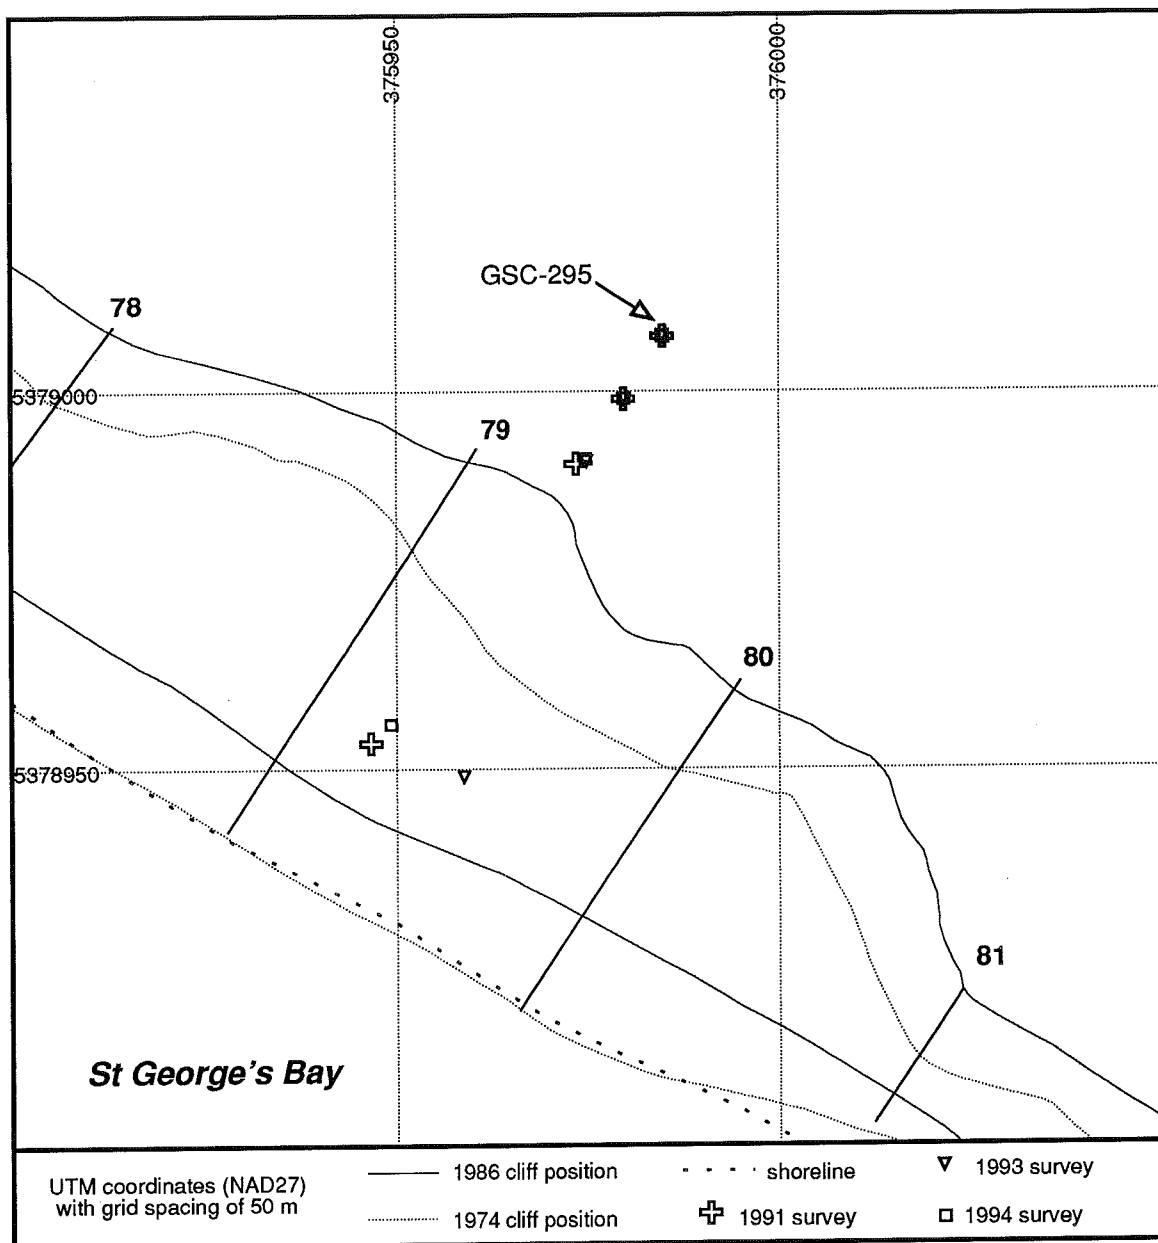 375950
376000
GSC-295
78
5379000
79
80
5378950
81
St George's Bay
UTM coordinates (NAD27)
with grid spacing of 50 m
1986 cliff position
1974 cliff position
shoreline
1991 survey
1993 survey
1994 survey